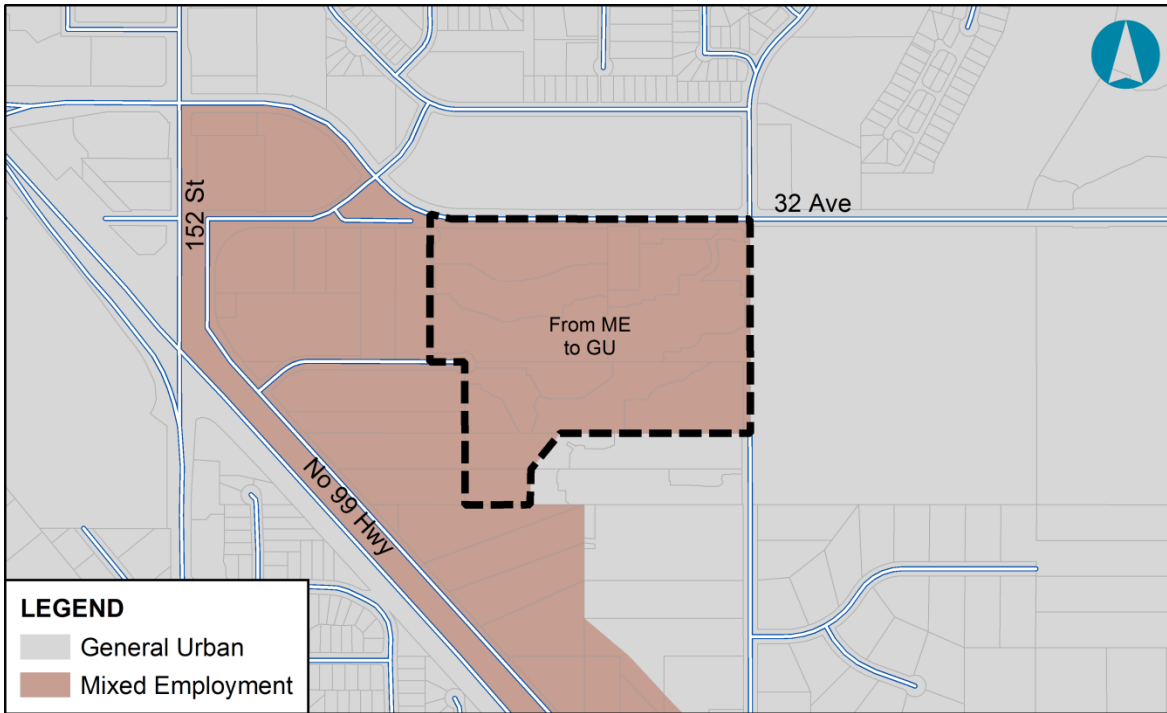 152 St
32 Ave
From ME
to GU
No 99 Hwy
LEGEND
General Urban
Mixed Employment